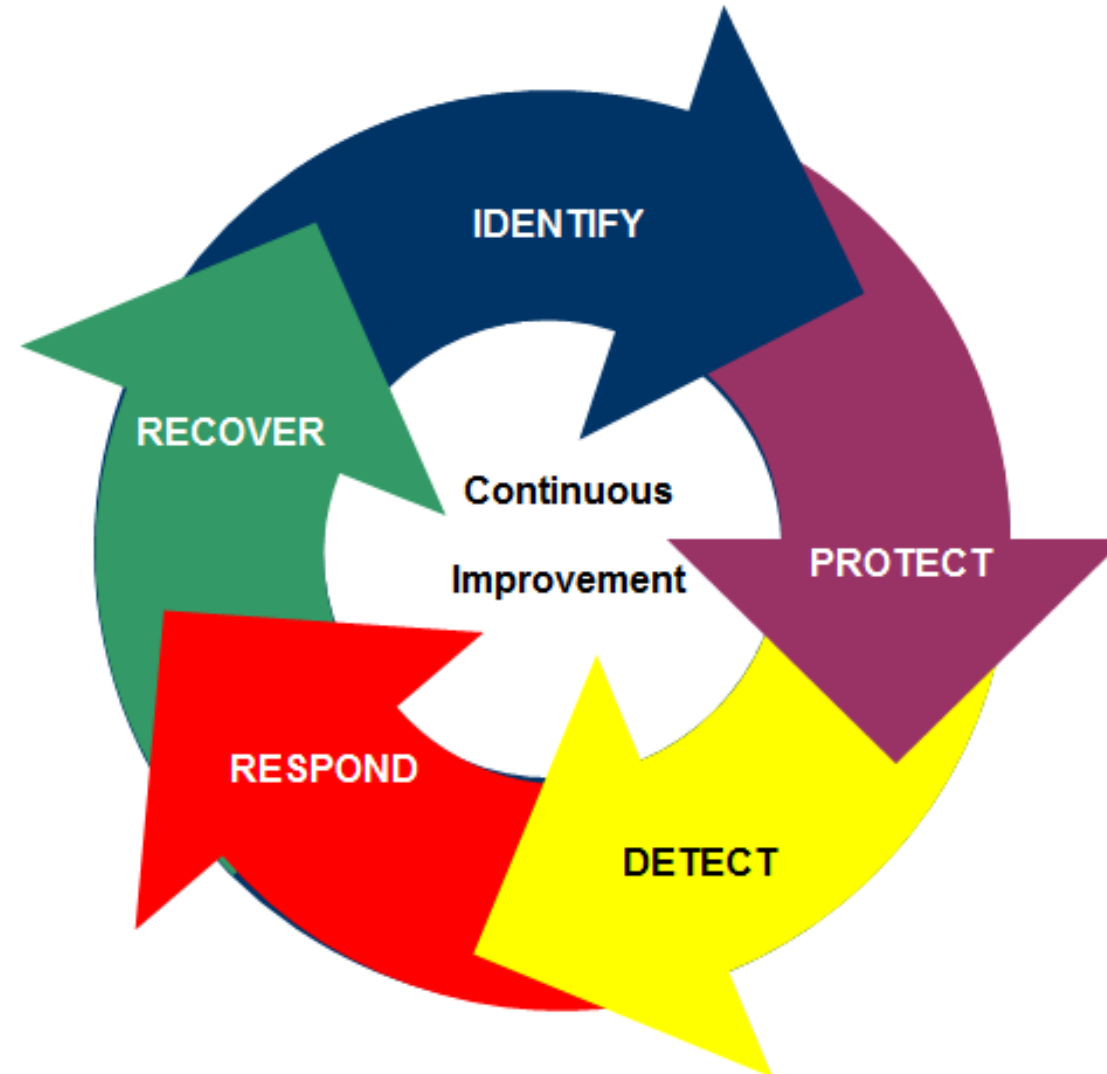 IDENTIFY
RECOVER
Continuous
PROTECT
Improvement
RESPOND
DETECT